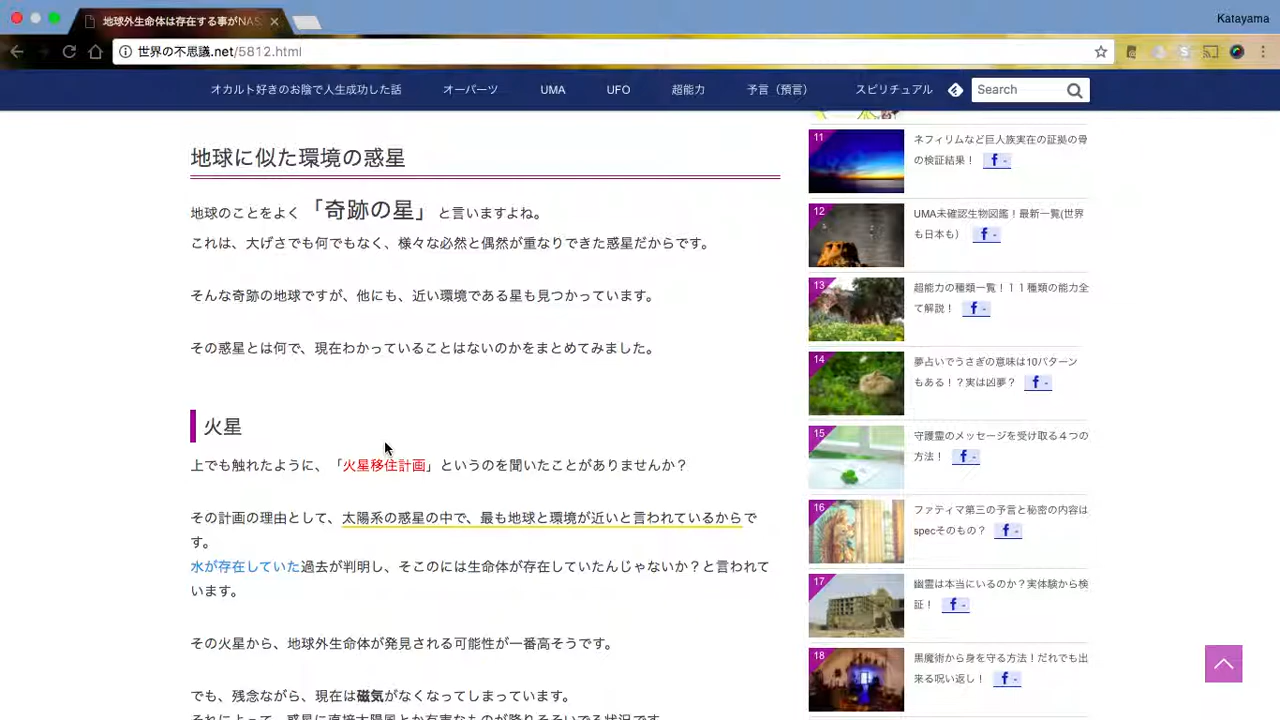 地球外生命体は存在する事がNAS
Katayama
世界の不思議.net/5812.html
オカルト好きのお陰で人生成功した話 オーパーツ UMA UFO 超能力 予言（預言） スピリチュアル Search
地球に似た環境の惑星
地球のことをよく「奇跡の星」と言いますよね。
これは、大げさでも何でもなく、様々な必然と偶然が重なりできた惑星だからです。
そんな奇跡の地球ですが、他にも、近い環境である星も見つかっています。
その惑星とは何で、現在わかっていることはないのかをまとめてみました。
火星
上でも触れたように、「火星移住計画」というのを聞いたことがありませんか？
その計画の理由として、太陽系の惑星の中で、最も地球と環境が近いと言われているからで
す。
水が存在していた過去が判明し、そこのには生命体が存在していたんじゃないか？と言われて
います。
その火星から、地球外生命体が発見される可能性が一番高そうです。
でも、残念ながら、現在は磁気がなくなってしまっています。
11
ネフィリムなど巨人族実在の証拠の骨
の検証結果！ f -
12
UMA未確認生物図鑑！最新一覧(世界
も日本も） f -
13
超能力の種類一覧！１１種類の能力全
て解説！ f -
14
夢占いでうさぎの意味は10パターン
もある！？実は凶夢？ f -
15
守護霊のメッセージを受け取る４つの
方法！ f -
16
ファティマ第三の予言と秘密の内容は
specそのもの？ f -
17
幽霊は本当にいるのか？実体験から検
証！ f -
18
黒魔術から身を守る方法！だれでも出
来る呪い返し！ f -